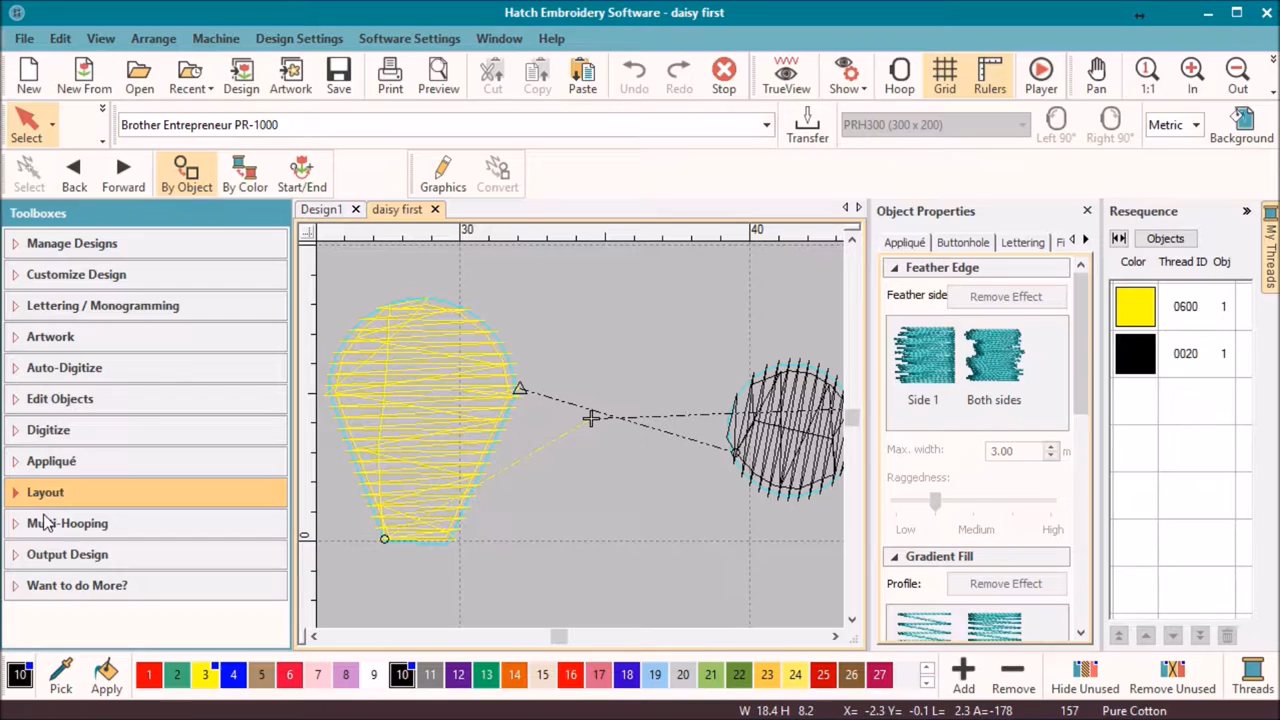 Hatch Embroidery Software - daisy first
File Edit View Arrange Machine Design Settings Software Settings Window Help
New New From Open Recent Design Artwork Save Print Preview Cut Copy Paste Undo Redo Stop TrueView Show Hoop Grid Rulers Player Pan 1:1 In Out
Select Brother Entrepreneur PR-1000 Transfer PRH300 (300 x 200) Left 90° Right 90° Metric Background
Select Back Forward By Object By Color Start/End Graphics Convert
Toolboxes
Manage Designs
Customize Design
Lettering / Monogramming
Artwork
Auto-Digitize
Edit Objects
Digitize
Appliqué
Layout
Multi-Hooping
Output Design
Want to do More?
Design1 daisy first
30 40
0
Object Properties
Appliqué Buttonhole Lettering Fi
Feather Edge
Feather side Remove Effect
Side 1 Both sides
Max. width: 3.00 m
Raggedness:
Low Medium High
Gradient Fill
Profile: Remove Effect
Resequence
Objects
Color Thread ID Obj
0600 1
0020 1
My Threads
10 Pick Apply 1 2 3 4 5 6 7 8 9 10 11 12 13 14 15 16 17 18 19 20 21 22 23 24 25 26 27 Add Remove Hide Unused Remove Unused Threads
W 18.4 H 8.2 X= -2.3 Y= -0.1 L= 2.3 A=-178 157 Pure Cotton